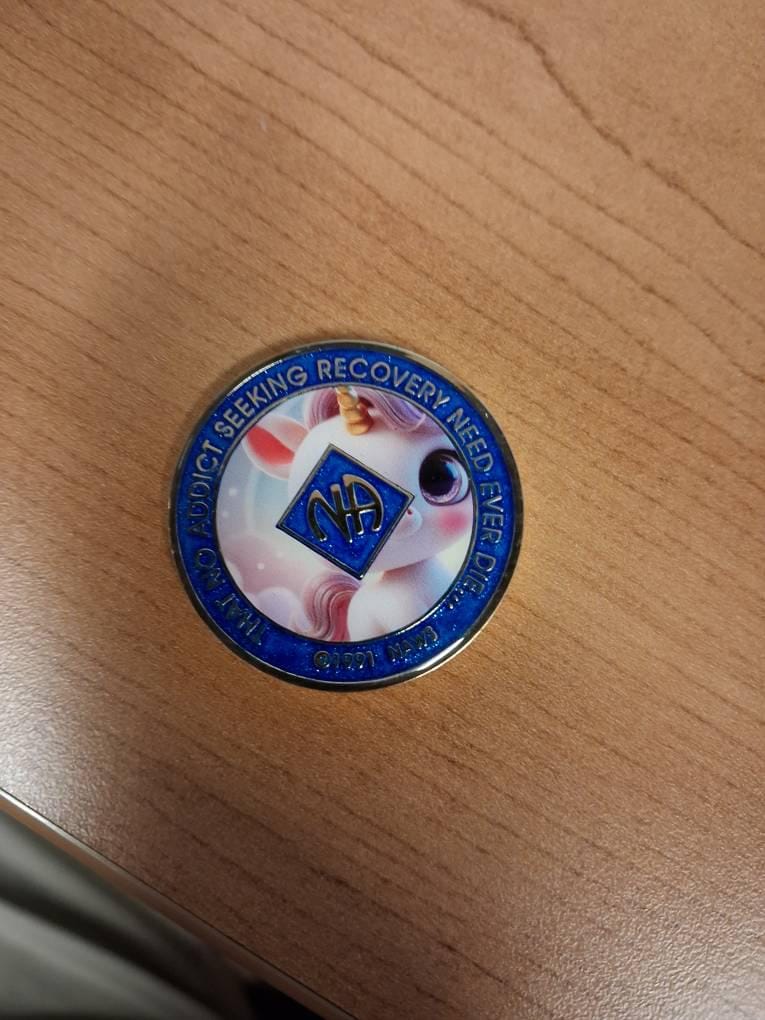 THAT NO ADDICT SEEKING RECOVERY NEED EVER DIE...
NA
©1991 NAWS